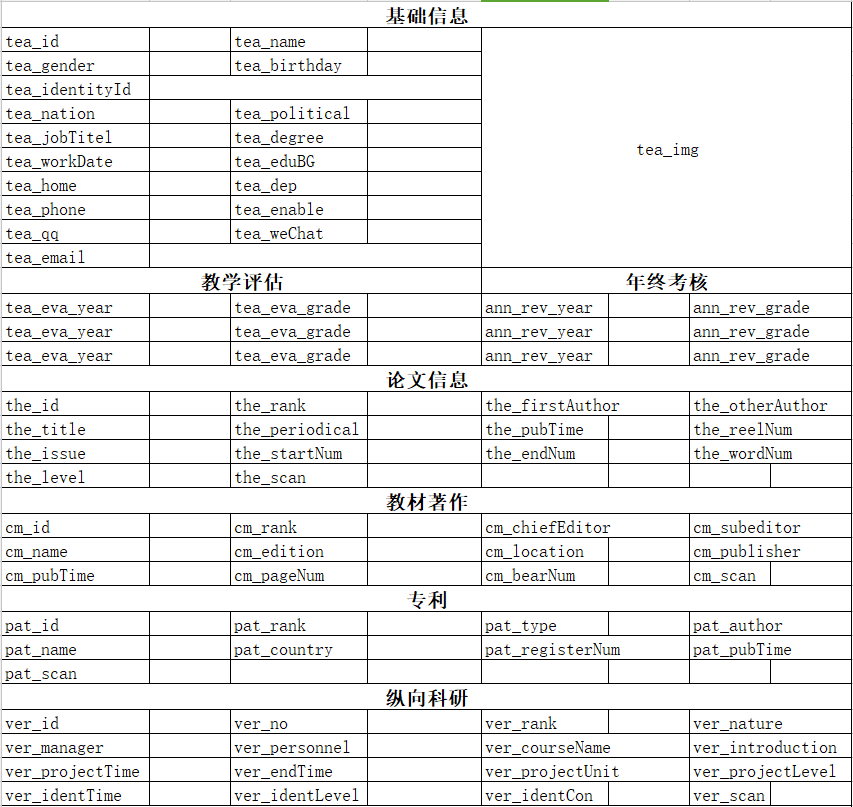 基础信息
tea_id tea_name
tea_gender tea_birthday
tea_identityId
tea_nation tea_political
tea_jobTitel tea_degree
tea_workDate tea_eduBG
tea_home tea_dep
tea_phone tea_enable
tea_qq tea_weChat
tea_email
tea_img
教学评估 年终考核
tea_eva_year tea_eva_grade ann_rev_year ann_rev_grade
tea_eva_year tea_eva_grade ann_rev_year ann_rev_grade
tea_eva_year tea_eva_grade ann_rev_year ann_rev_grade
论文信息
the_id the_rank the_firstAuthor the_otherAuthor
the_title the_periodical the_pubTime the_reelNum
the_issue the_startNum the_endNum the_wordNum
the_level the_scan
教材著作
cm_id cm_rank cm_chiefEditor cm_subeditor
cm_name cm_edition cm_location cm_publisher
cm_pubTime cm_pageNum cm_bearNum cm_scan
专利
pat_id pat_rank pat_type pat_author
pat_name pat_country pat_registerNum pat_pubTime
pat_scan
纵向科研
ver_id ver_no ver_rank ver_nature
ver_manager ver_personnel ver_courseName ver_introduction
ver_projectTime ver_endTime ver_projectUnit ver_projectLevel
ver_identTime ver_identLevel ver_identCon ver_scan